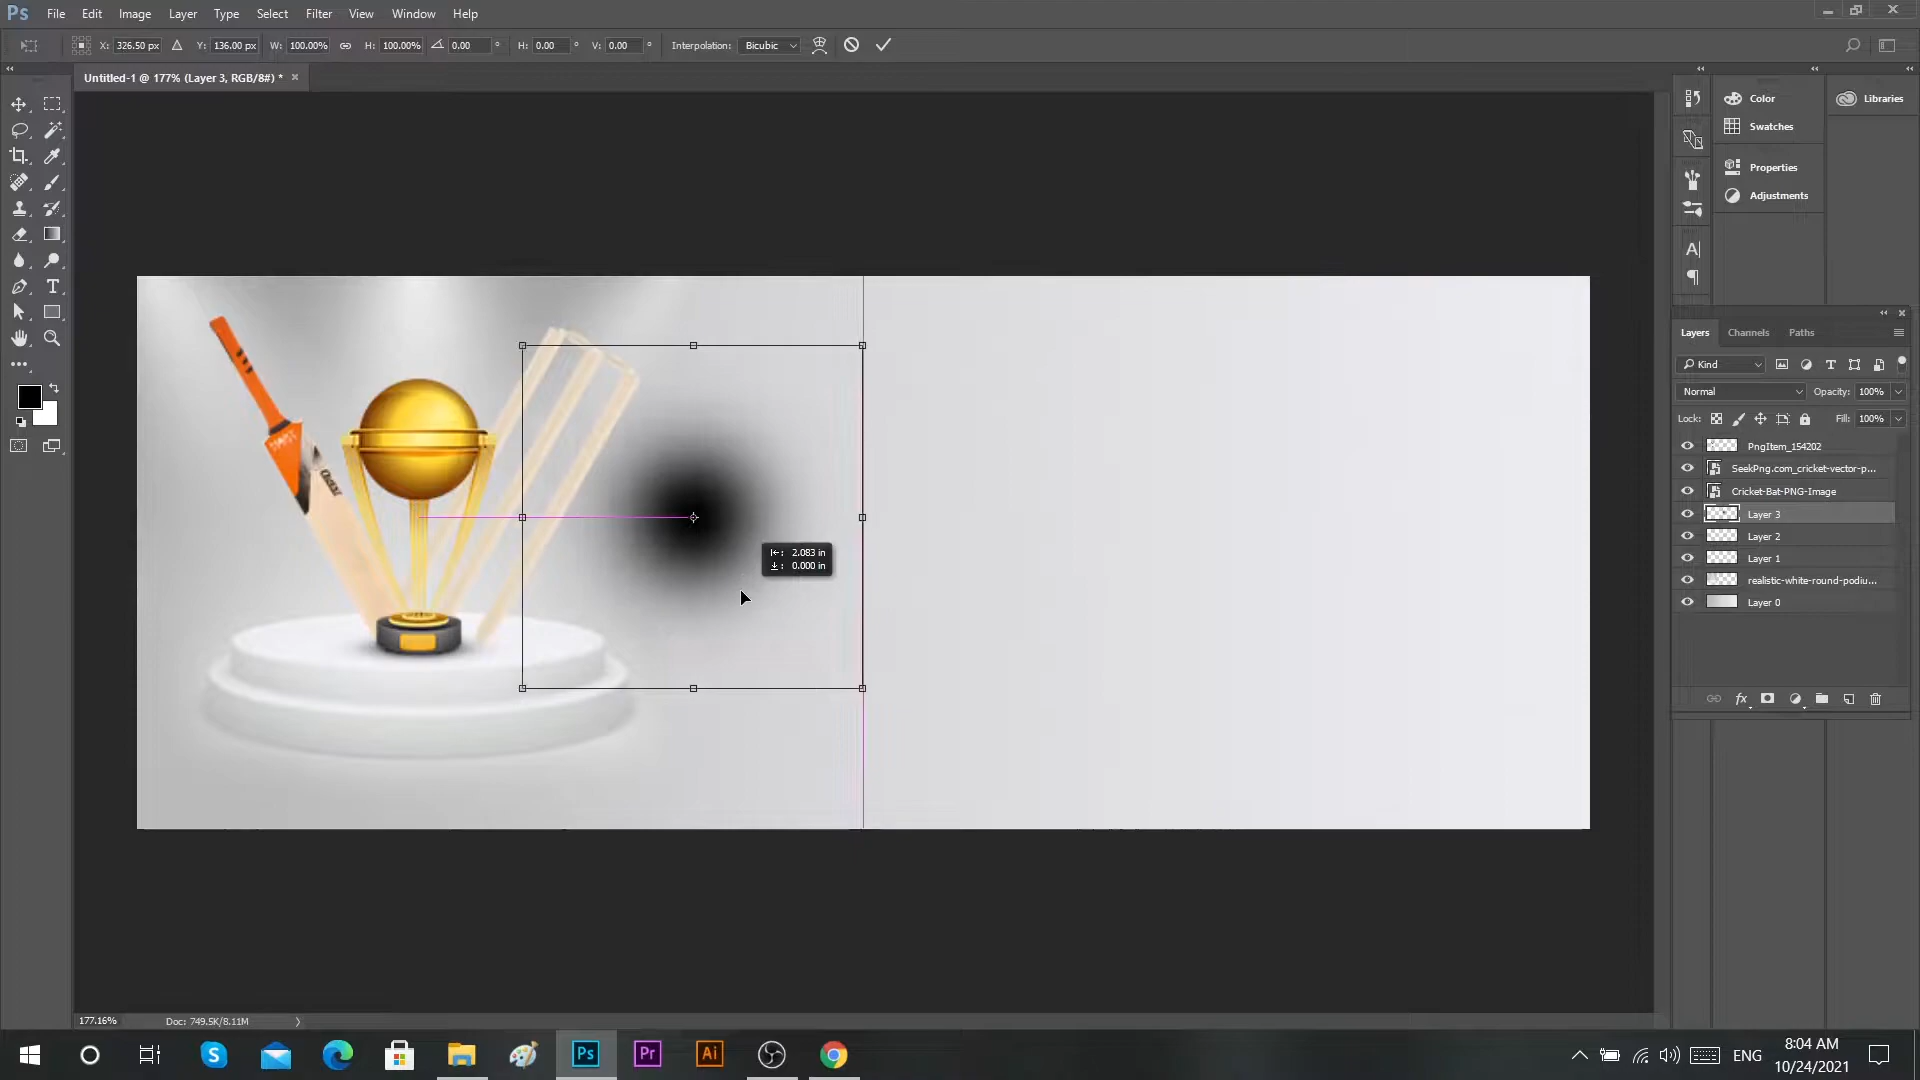 Ps File Edit Image Layer Type Select Filter View Window Help
X: 326.50 px Y: 136.00 px W: 100.00% H: 100.00% 0.00 ° H: 0.00 ° V: 0.00 ° Interpolation: Bicubic
Untitled-1 @ 177% (Layer 3, RGB/8#) * ×
Color
Libraries
Swatches
Properties
Adjustments
Layers Channels Paths
Kind
Normal Opacity: 100%
Lock: Fill: 100%
PngItem_154202
SeekPng.com_cricket-vector-p...
Cricket-Bat-PNG-Image
Layer 3
Layer 2
Layer 1
realistic-white-round-podiu...
Layer 0
fx
2.083 in
0.000 in
177.16% Doc: 749.5K/8.11M
Ps Pr Ai
ENG
8:04 AM
10/24/2021